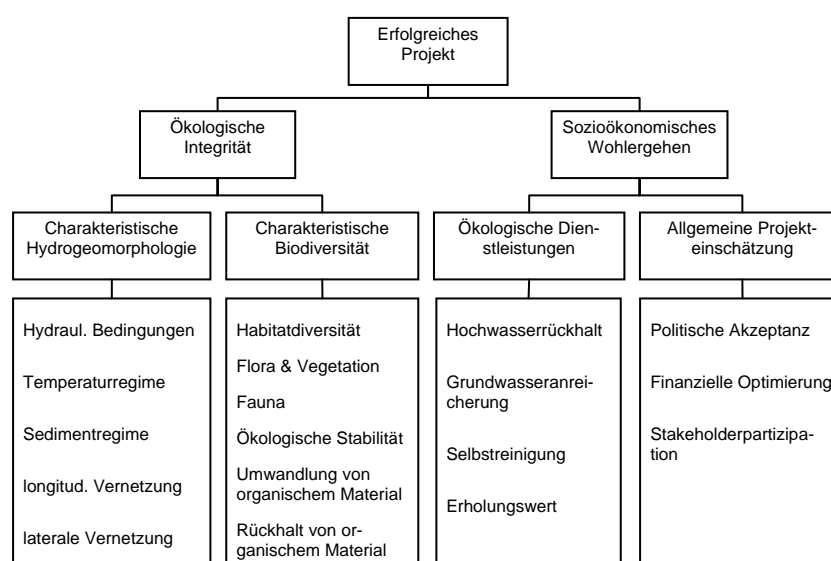 Erfolgreiches
Projekt
Ökologische
Integrität
Sozioökonomisches
Wohlergehen
Charakteristische
Hydrogeomorphologie
Charakteristische
Biodiversität
Ökologische Dien-
stleistungen
Allgemeine Projekt-
einschätzung
Hydraul. Bedingungen
Temperaturregime
Sedimentregime
longitud. Vernetzung
laterale Vernetzung
Habitatdiversität
Flora & Vegetation
Fauna
Ökologische Stabilität
Umwandlung von
organischem Material
Rückhalt von or-
ganischem Material
Hochwasserrückhalt
Grundwasseranrei-
cherung
Selbstreinigung
Erholungswert
Politische Akzeptanz
Finanzielle Optimierung
Stakeholderpartizipa-
tion